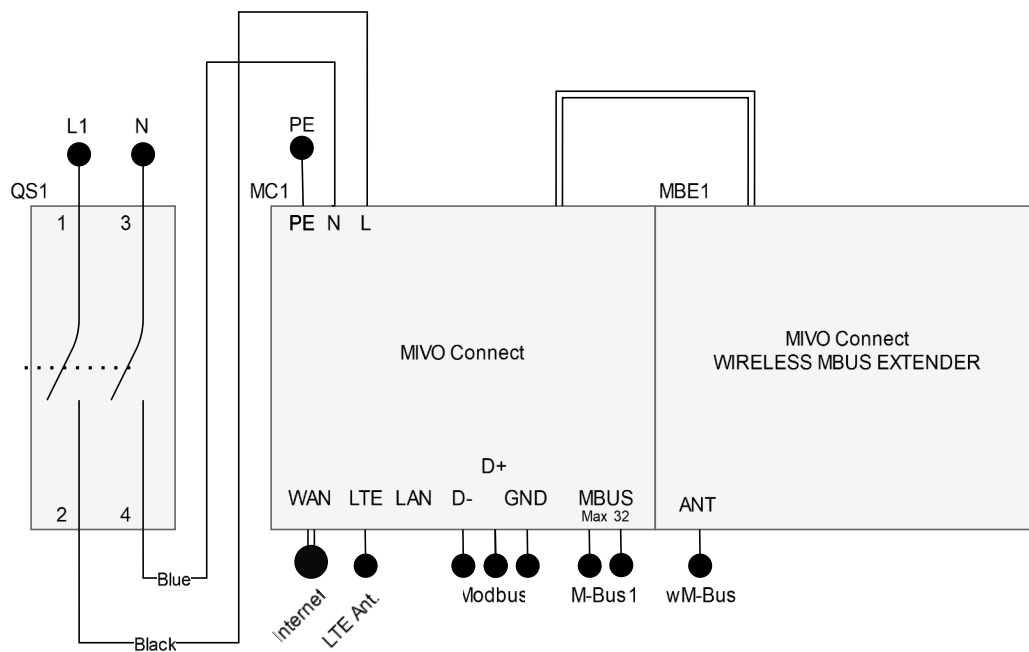 L1
N
PE
QS1
MC1
MBE1
1
3
PE N L
MIVO Connect
MIVO Connect
WIRELESS MBUS EXTENDER
D+
WAN LTE LAN D- GND MBUS
Max 32
ANT
2
4
Blue
Black
Internel
LTE Ant.
Modbus
M-Bus1
wM-Bus